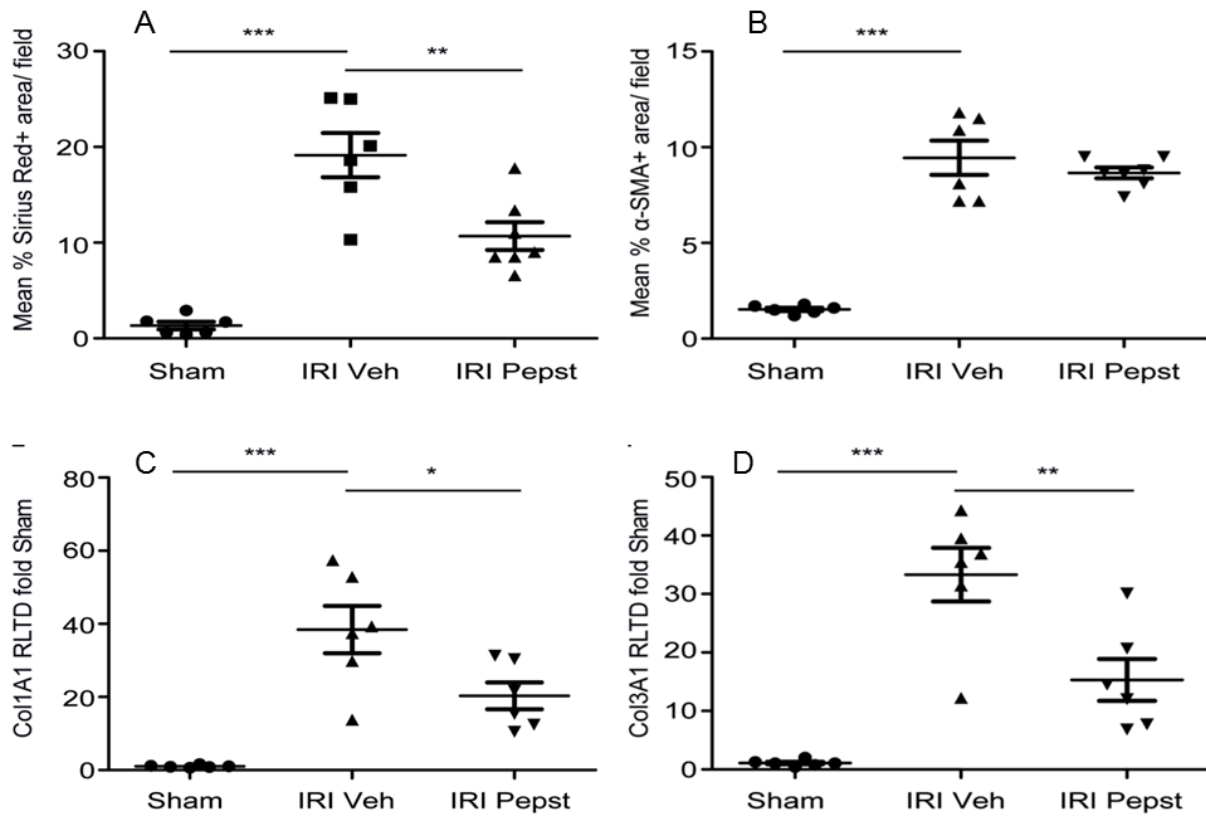 A
***
**
Mean % Sirius Red+ area/ field
30
20
10
0
Sham IRI Veh IRI Pepst
B
***
Mean % α-SMA+ area/ field
15
10
5
0
Sham IRI Veh IRI Pepst
C
***
*
Col1A1 RLTD fold Sham
80
60
40
20
0
Sham IRI Veh IRI Pepst
D
***
**
Col3A1 RLTD fold Sham
50
40
30
20
10
0
Sham IRI Veh IRI Pepst